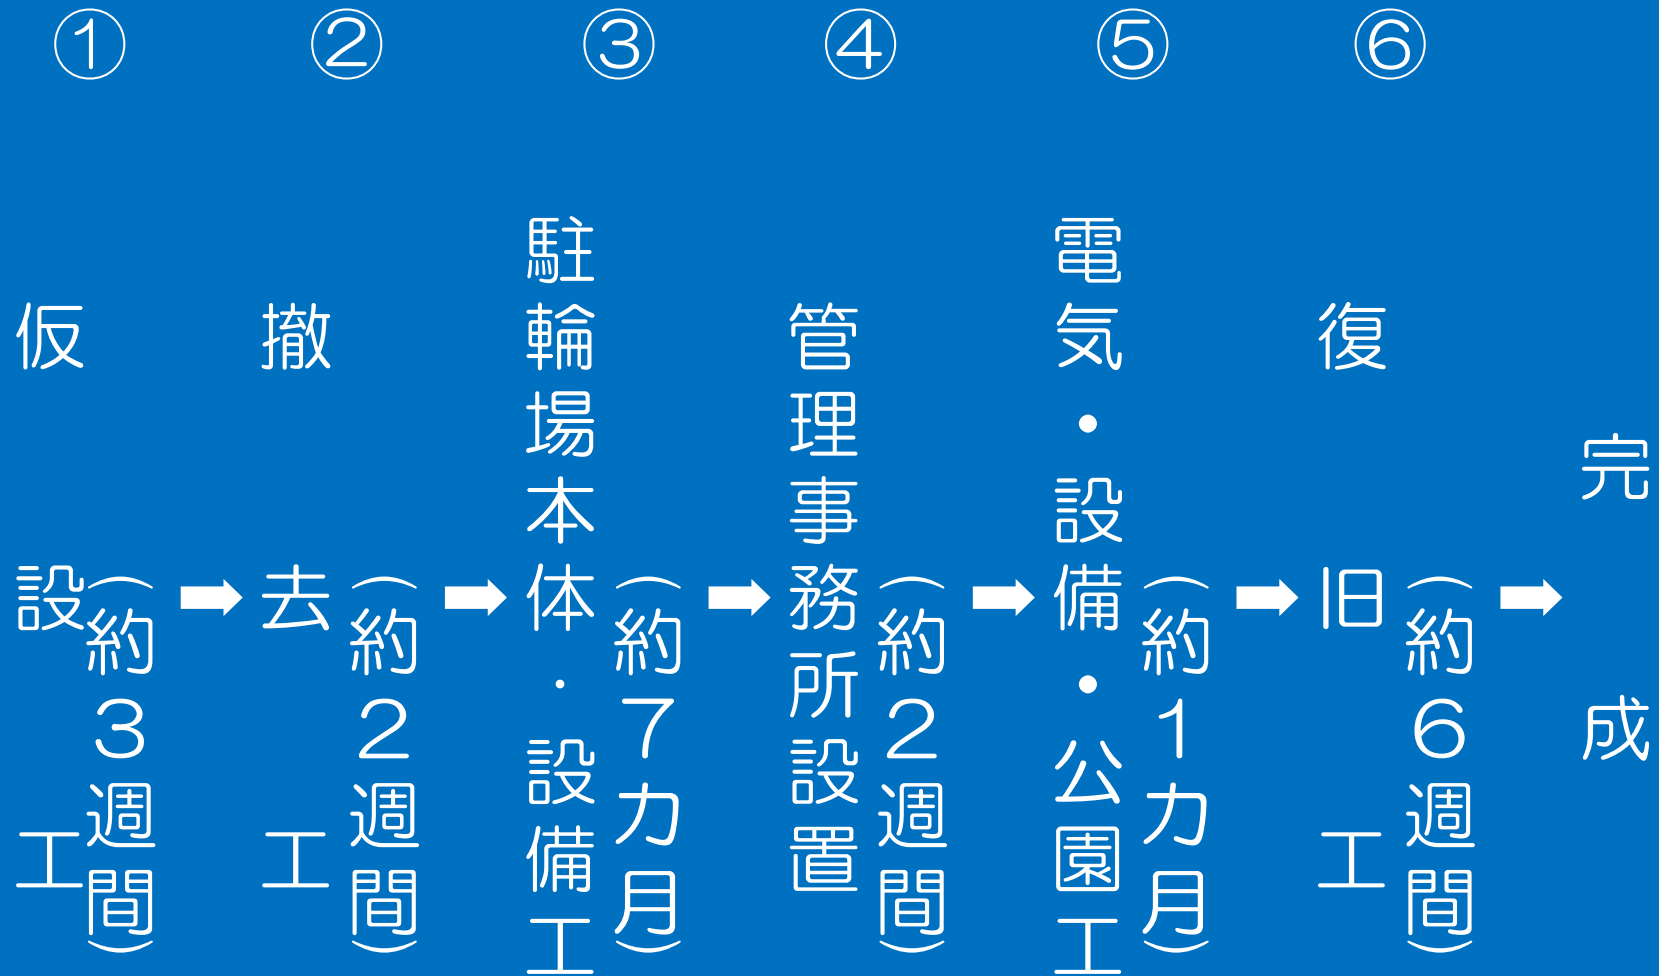 ①
仮設工
(約3週間)
➡
②
撤去工
(約2週間)
➡
③
駐輪場本体・設備工
(約7カ月)
➡
④
管理事務所設置
(約2週間)
➡
⑤
電気・設備・公園工
(約1カ月)
➡
⑥
復旧工
(約6週間)
➡
完成